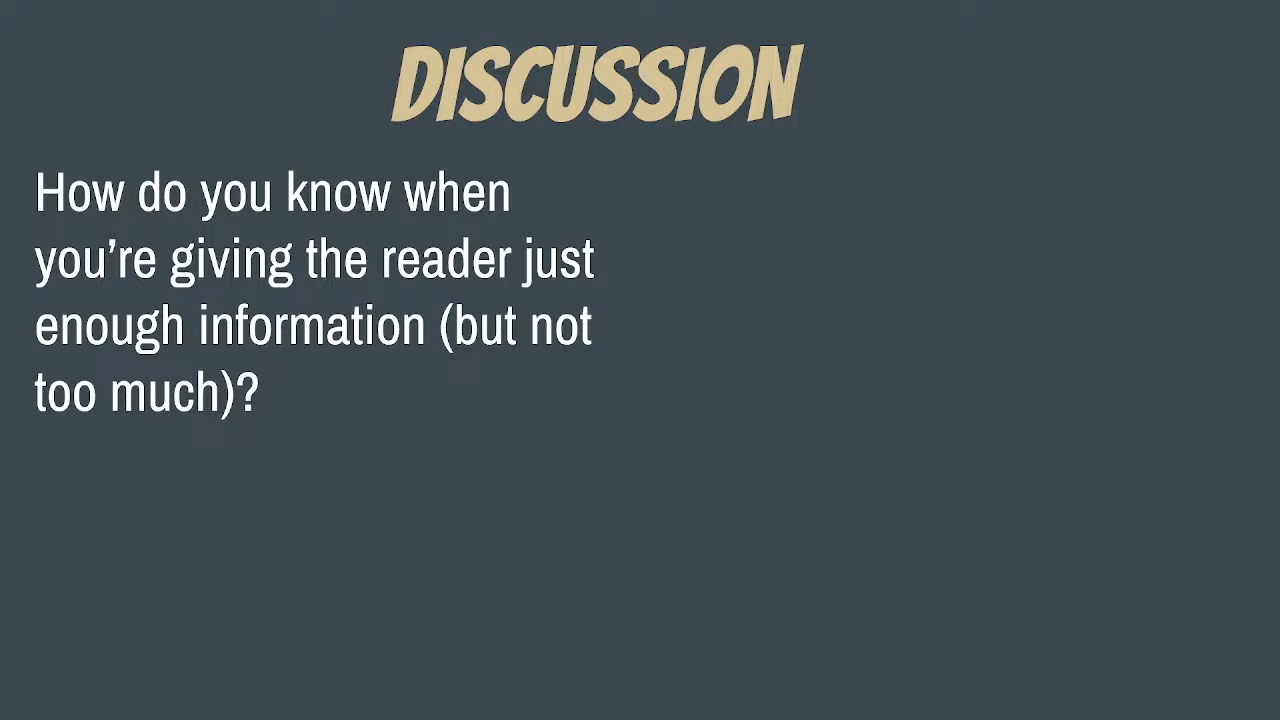 DISCUSSION
How do you know when
you’re giving the reader just
enough information (but not
too much)?